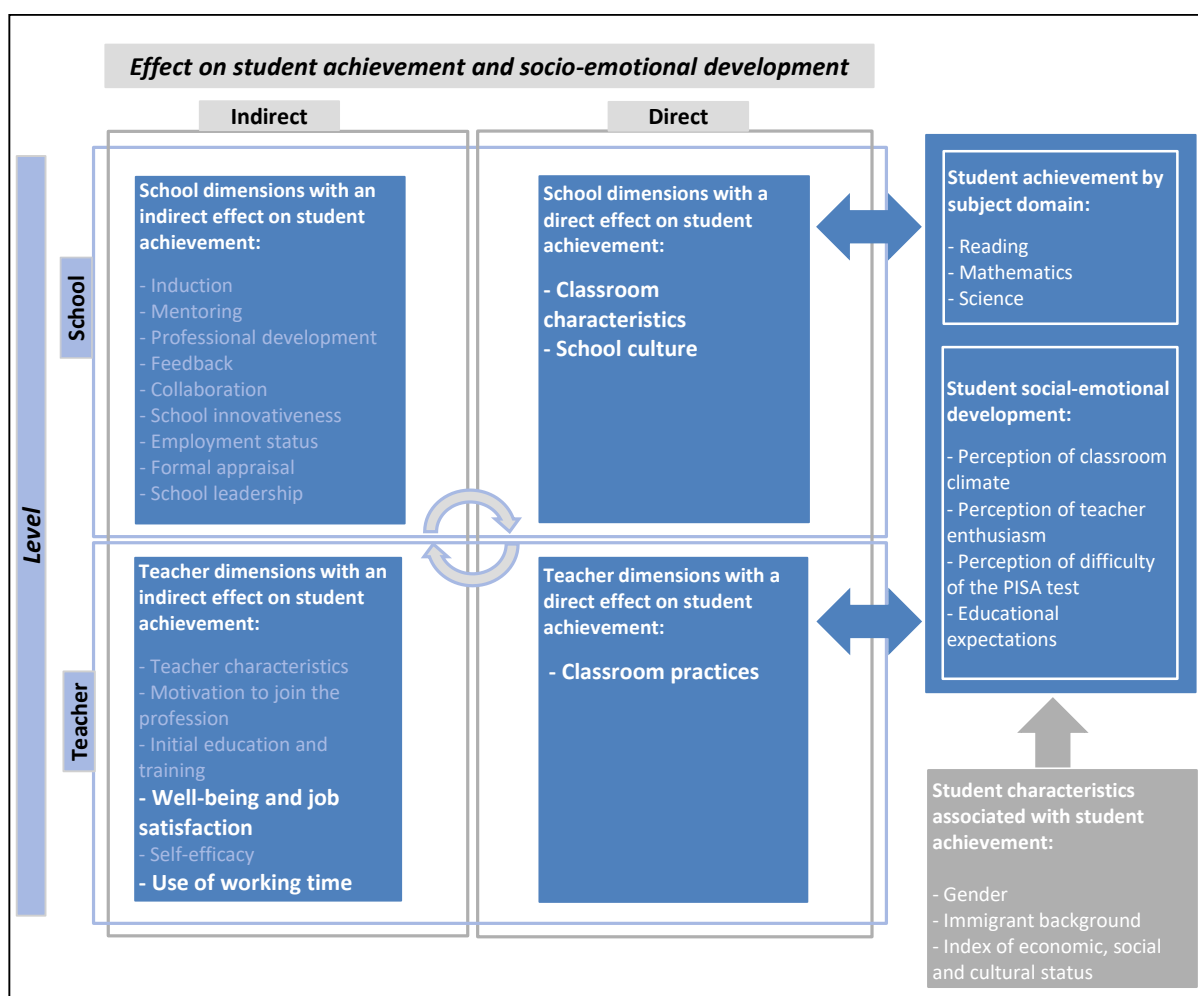 Effect on student achievement and socio-emotional development
Indirect
Direct
Level
School
School dimensions with an
indirect effect on student
achievement:
- Induction
- Mentoring
- Professional development
- Feedback
- Collaboration
- School innovativeness
- Employment status
- Formal appraisal
- School leadership
School dimensions with a
direct effect on student
achievement:
- Classroom
characteristics
- School culture
Student achievement by
subject domain:
- Reading
- Mathematics
- Science
Student social-emotional
development:
- Perception of classroom
climate
- Perception of teacher
enthusiasm
- Perception of difficulty
of the PISA test
- Educational
expectations
Teacher
Teacher dimensions with an
indirect effect on student
achievement:
- Teacher characteristics
- Motivation to join the
profession
- Initial education and
training
- Well-being and job
satisfaction
- Self-efficacy
- Use of working time
Teacher dimensions with a
direct effect on student
achievement:
- Classroom practices
Student characteristics
associated with student
achievement:
- Gender
- Immigrant background
- Index of economic, social
and cultural status